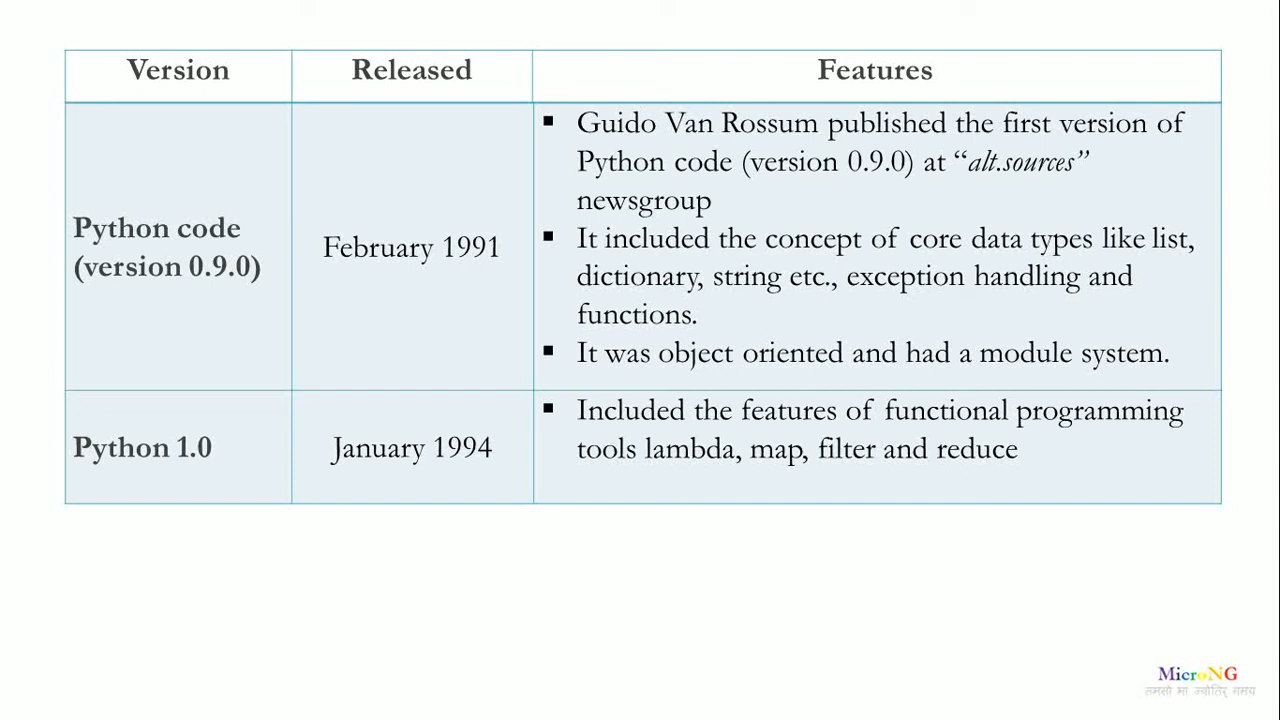 Version Released Features
Python code
(version 0.9.0)
February 1991
▪ Guido Van Rossum published the first version of
Python code (version 0.9.0) at “alt.sources”
newsgroup
▪ It included the concept of core data types like list,
dictionary, string etc., exception handling and
functions.
▪ It was object oriented and had a module system.
Python 1.0
January 1994
▪ Included the features of functional programming
tools lambda, map, filter and reduce
MicroNG
तमसो मा ज्योतिर् गमय